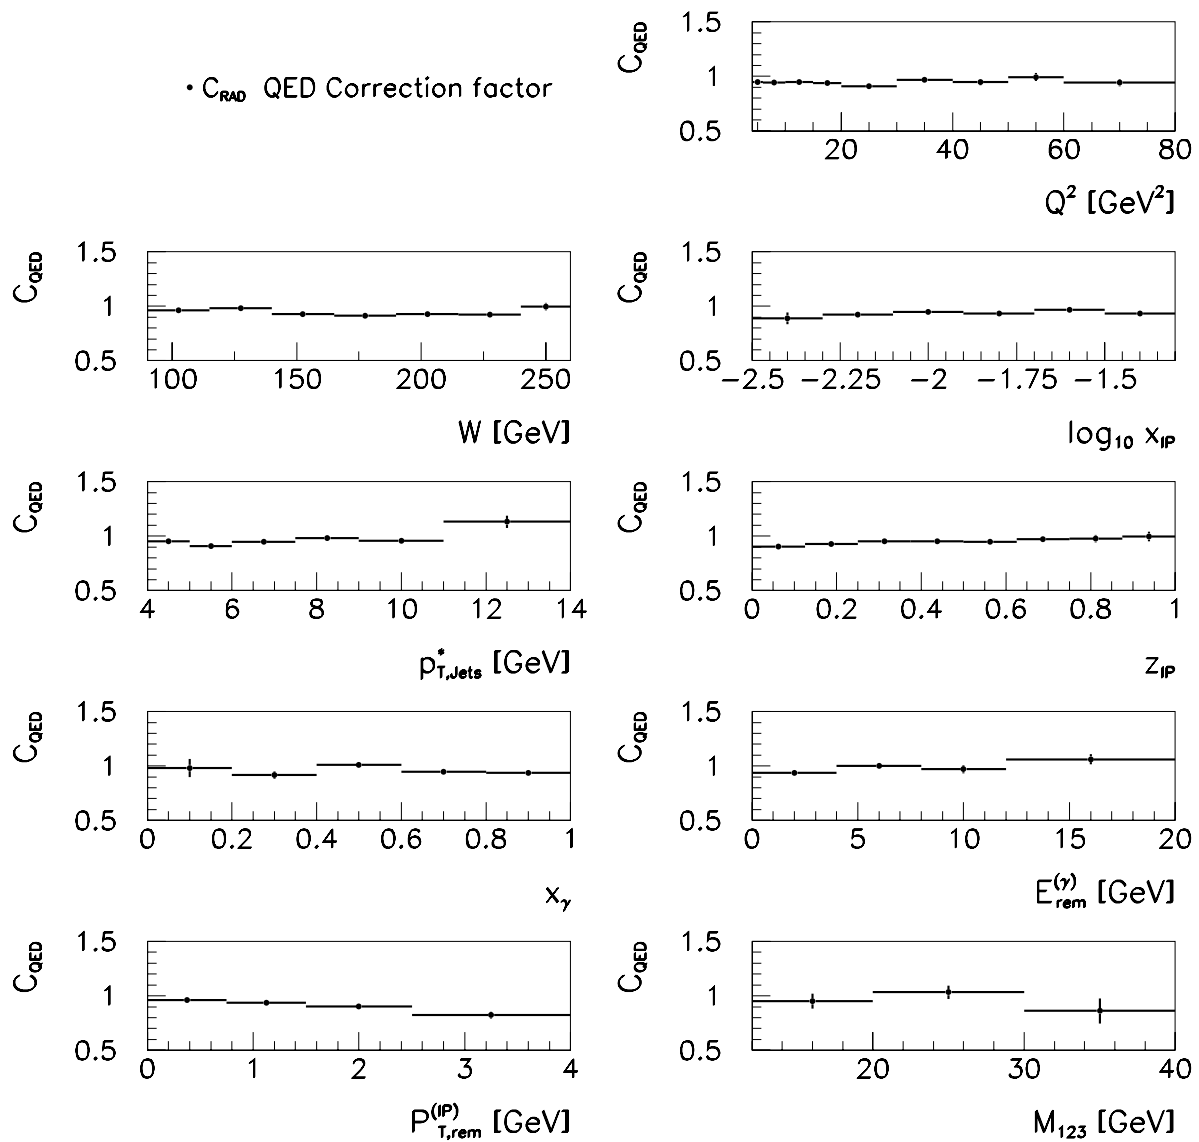 • C_RAD QED Correction factor
C_QED
1.5
1
0.5
20 40 60 80
Q² [GeV²]
C_QED
1.5
1
0.5
100 150 200 250
W [GeV]
C_QED
1.5
1
0.5
-2.5 -2.25 -2 -1.75 -1.5
log₁₀ x_IP
C_QED
1.5
1
0.5
4 6 8 10 12 14
p*_T,Jets [GeV]
C_QED
1.5
1
0.5
0 0.2 0.4 0.6 0.8 1
z_IP
C_QED
1.5
1
0.5
0 0.2 0.4 0.6 0.8 1
x_γ
C_QED
1.5
1
0.5
0 5 10 15 20
E_rem^(γ) [GeV]
C_QED
1.5
1
0.5
0 1 2 3 4
P_T,rem^(IP) [GeV]
C_QED
1.5
1
0.5
20 30 40
M₁₂₃ [GeV]